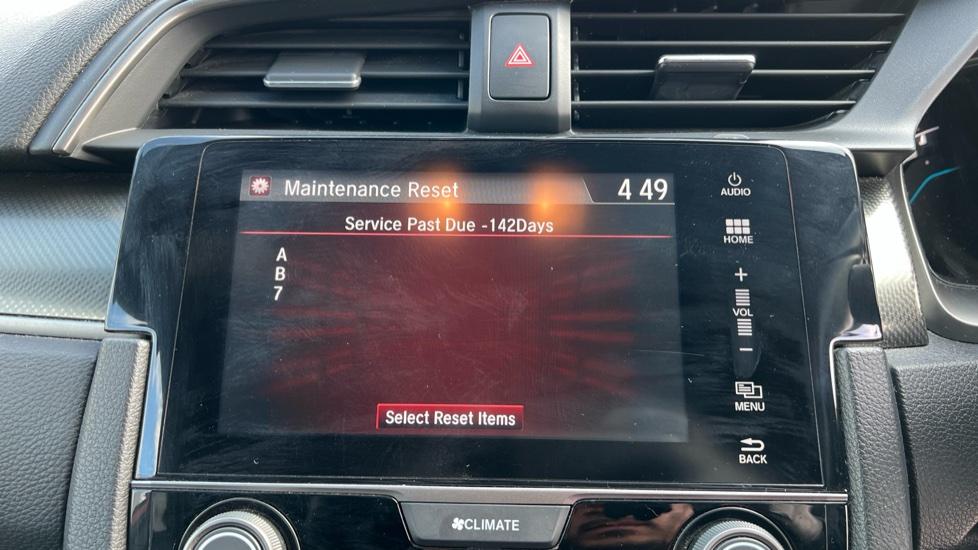 Maintenance Reset 4 49
Service Past Due -142Days
A
B
7
Select Reset Items
AUDIO
HOME
+
VOL
−
MENU
BACK
CLIMATE